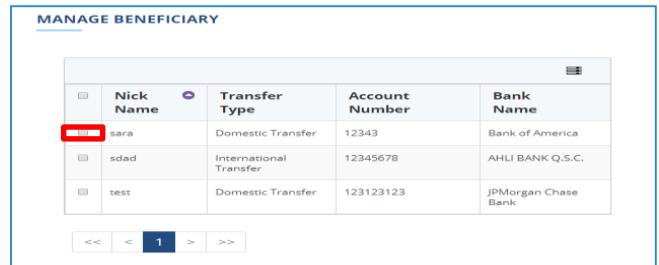 MANAGE BENEFICIARY
Nick Name Transfer Type Account Number Bank Name
sara Domestic Transfer 12343 Bank of America
sdad International Transfer 12345678 AHLI BANK Q.S.C.
test Domestic Transfer 123123123 JPMorgan Chase Bank
<< < 1 > >>